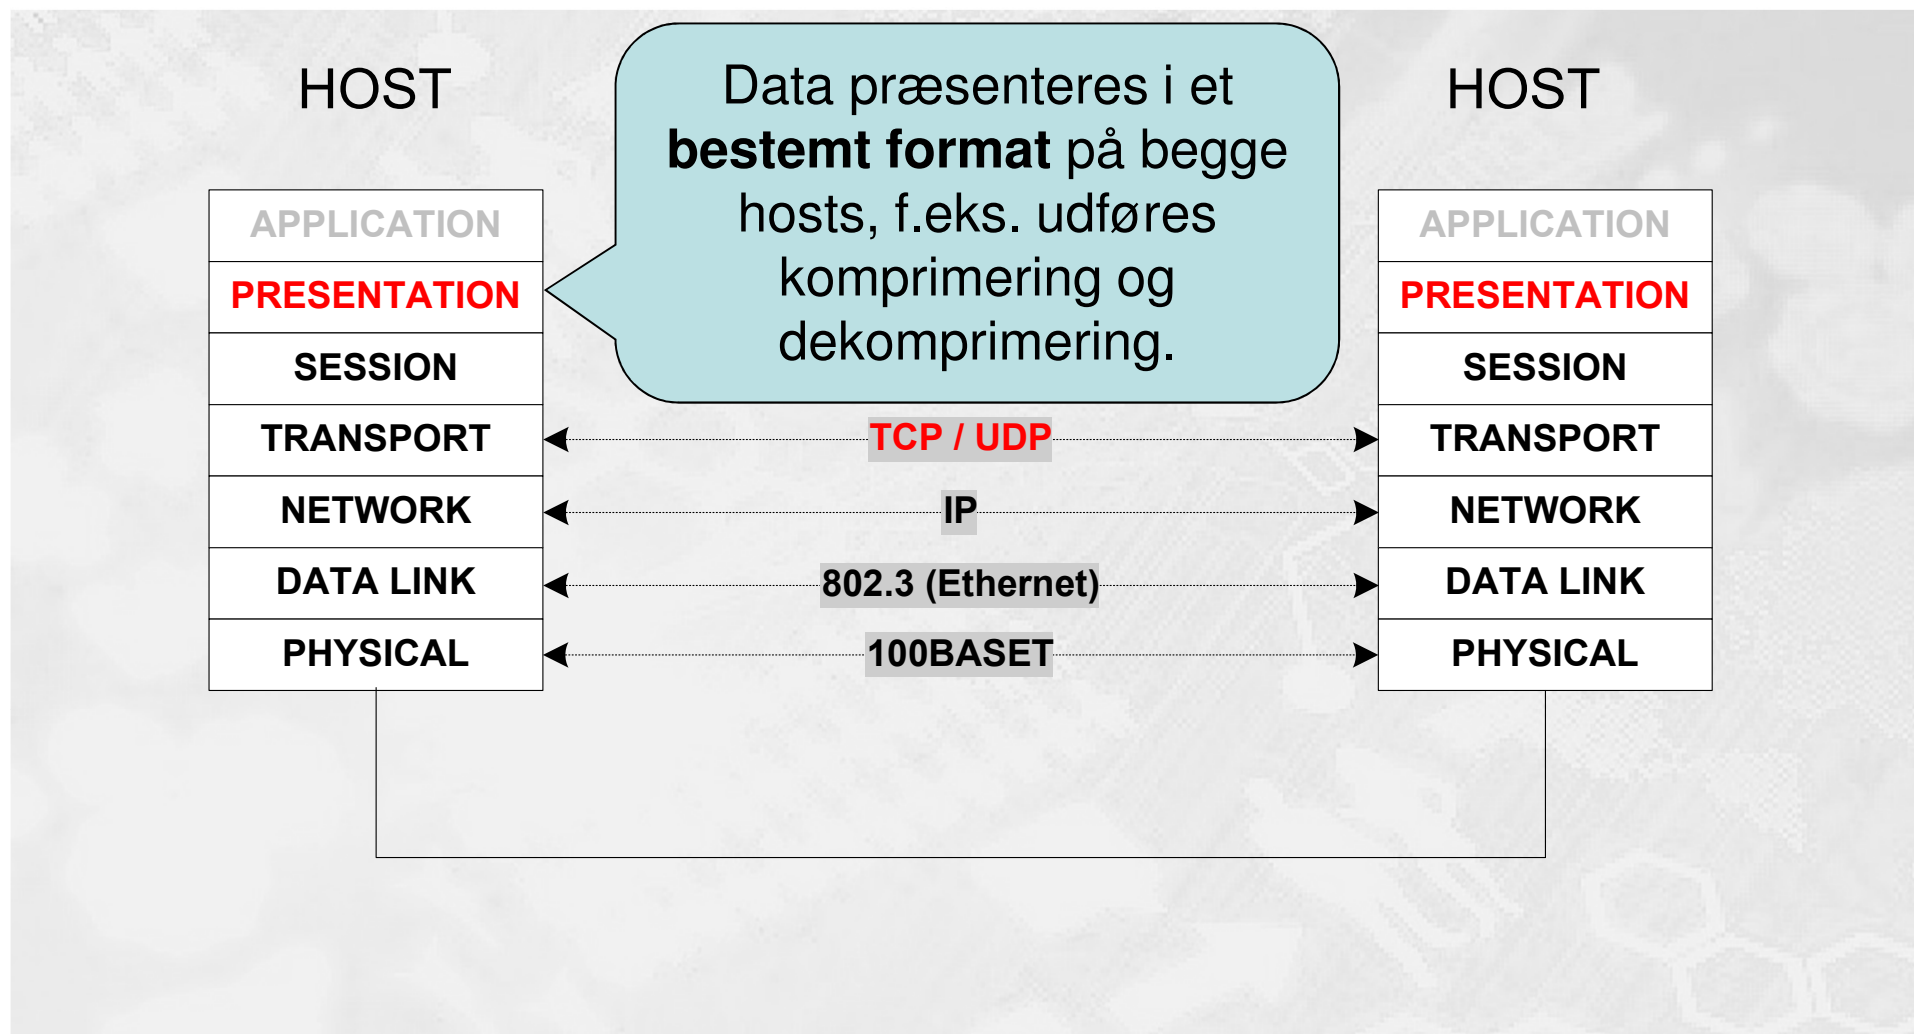 HOST
Data præsenteres i et
bestemt format på begge
hosts, f.eks. udføres
komprimering og
dekomprimering.
HOST
APPLICATION
PRESENTATION
SESSION
TRANSPORT
NETWORK
DATA LINK
PHYSICAL
TCP / UDP
IP
802.3 (Ethernet)
100BASET
APPLICATION
PRESENTATION
SESSION
TRANSPORT
NETWORK
DATA LINK
PHYSICAL